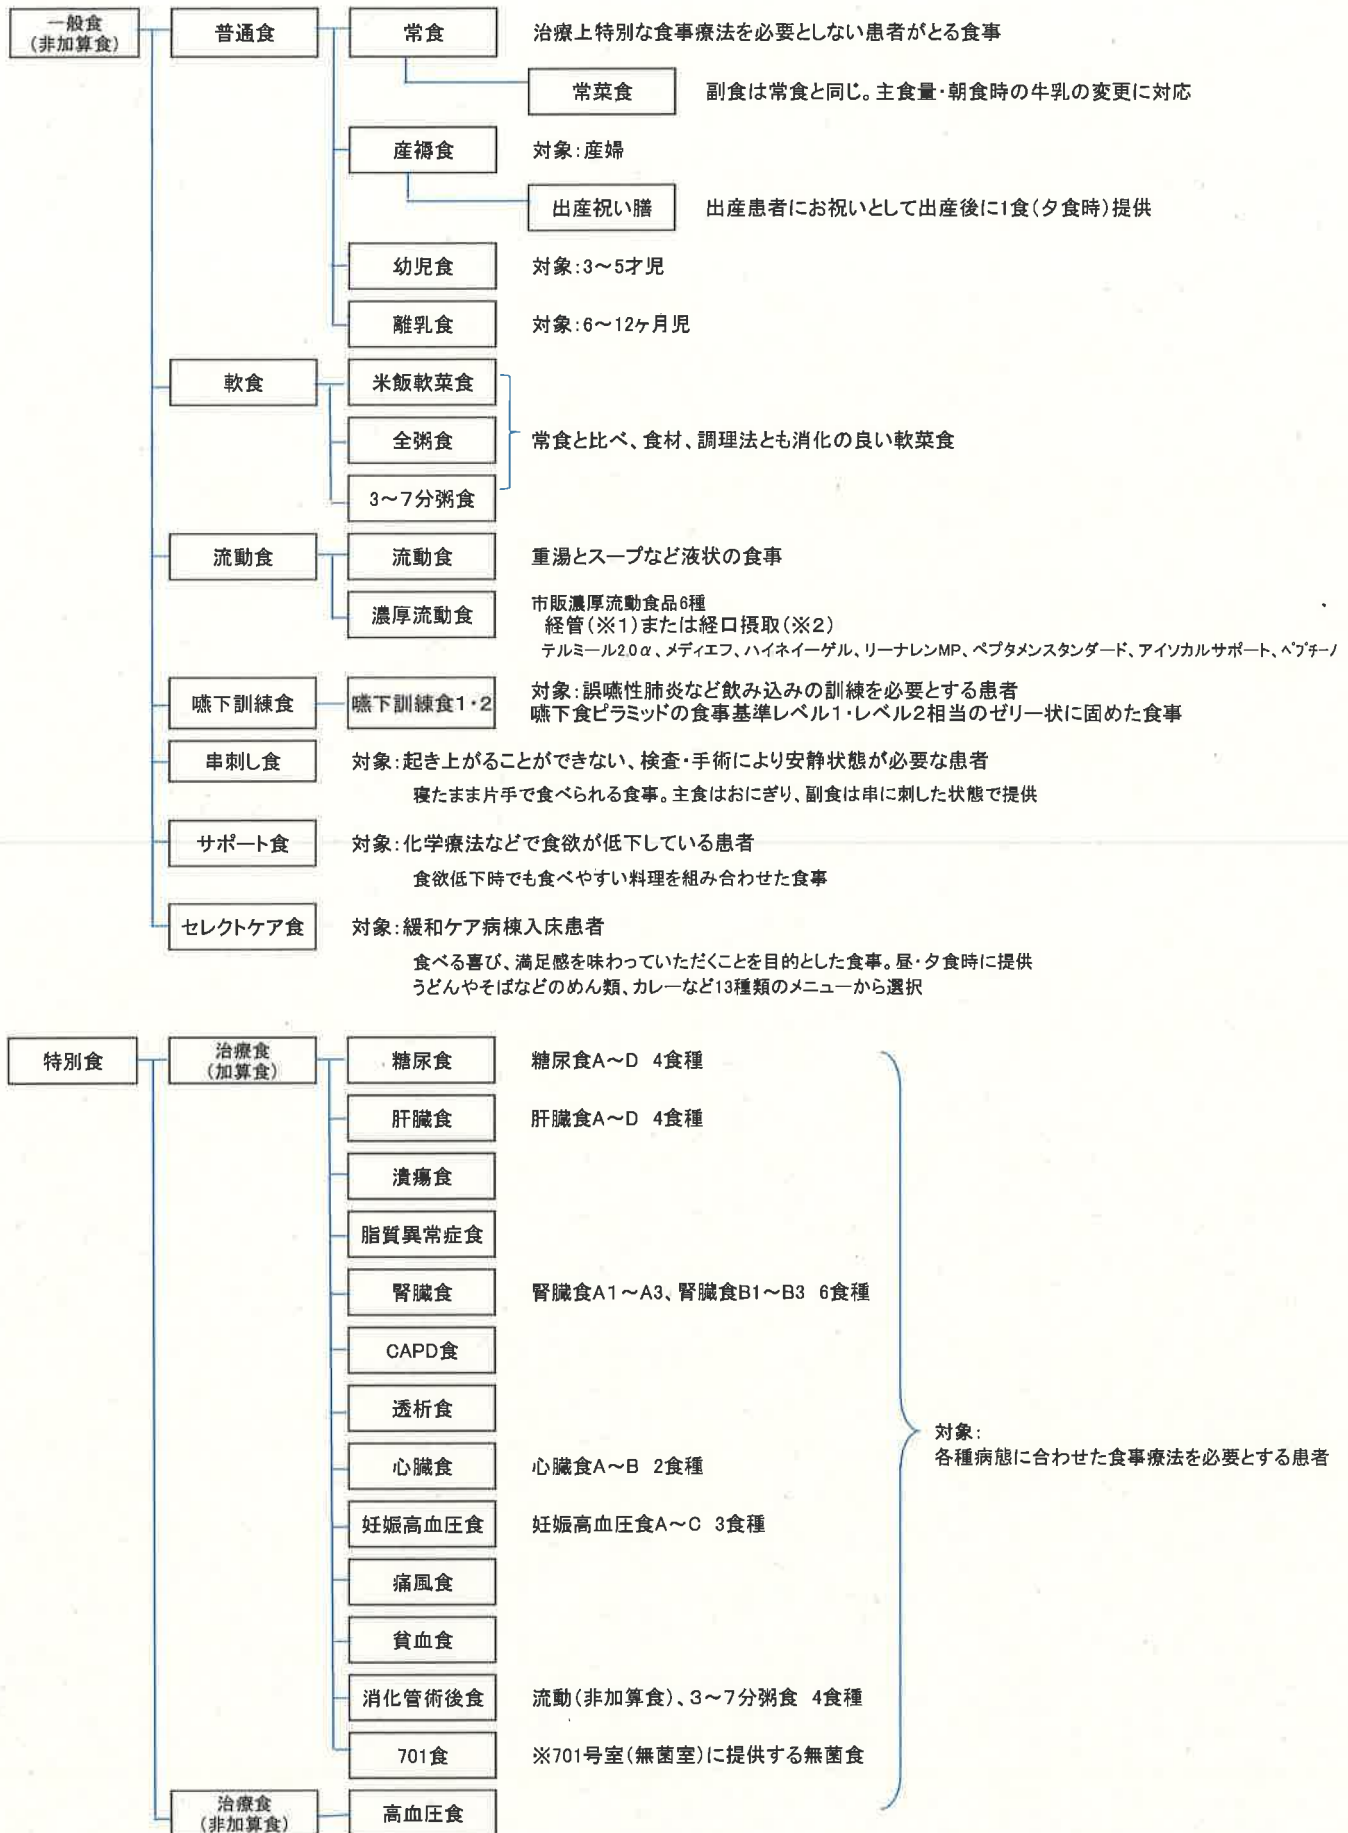 一般食
(非加算食)
普通食
常食
治療上特別な食事療法を必要としない患者がとる食事
常菜食
副食は常食と同じ。主食量・朝食時の牛乳の変更に対応
産褥食
対象:産婦
出産祝い膳
出産患者にお祝いとして出産後に1食(夕食時)提供
幼児食
対象:3~5才児
離乳食
対象:6~12ヶ月児
軟食
米飯軟菜食
全粥食
常食と比べ、食材、調理法とも消化の良い軟菜食
3~7分粥食
流動食
流動食
重湯とスープなど液状の食事
濃厚流動食
市販濃厚流動食品6種
経管(※1)または経口摂取(※2)
テルミール2.0α、メディエフ、ハイネイーゲル、リーナレンMP、ペプタメンスタンダード、アイソカルサポート、ペプチーノ
嚥下訓練食
嚥下訓練食1・2
対象:誤嚥性肺炎など飲み込みの訓練を必要とする患者
嚥下食ピラミッドの食事基準レベル1・レベル2相当のゼリー状に固めた食事
串刺し食
対象:起き上がることができない、検査・手術により安静状態が必要な患者
寝たまま片手で食べられる食事。主食はおにぎり、副食は串に刺した状態で提供
サポート食
対象:化学療法などで食欲が低下している患者
食欲低下時でも食べやすい料理を組み合わせた食事
セレクトケア食
対象:緩和ケア病棟入床患者
食べる喜び、満足感を味わっていただくことを目的とした食事。昼・夕食時に提供
うどんやそばなどのめん類、カレーなど13種類のメニューから選択
特別食
治療食
(加算食)
糖尿食
糖尿食A~D 4食種
肝臓食
肝臓食A~D 4食種
潰瘍食
脂質異常症食
腎臓食
腎臓食A1~A3、腎臓食B1~B3 6食種
CAPD食
透析食
対象:
各種病態に合わせた食事療法を必要とする患者
心臓食
心臓食A~B 2食種
妊娠高血圧食
妊娠高血圧食A~C 3食種
痛風食
貧血食
消化管術後食
流動(非加算食)、3~7分粥食 4食種
701食
※701号室(無菌室)に提供する無菌食
治療食
(非加算食)
高血圧食